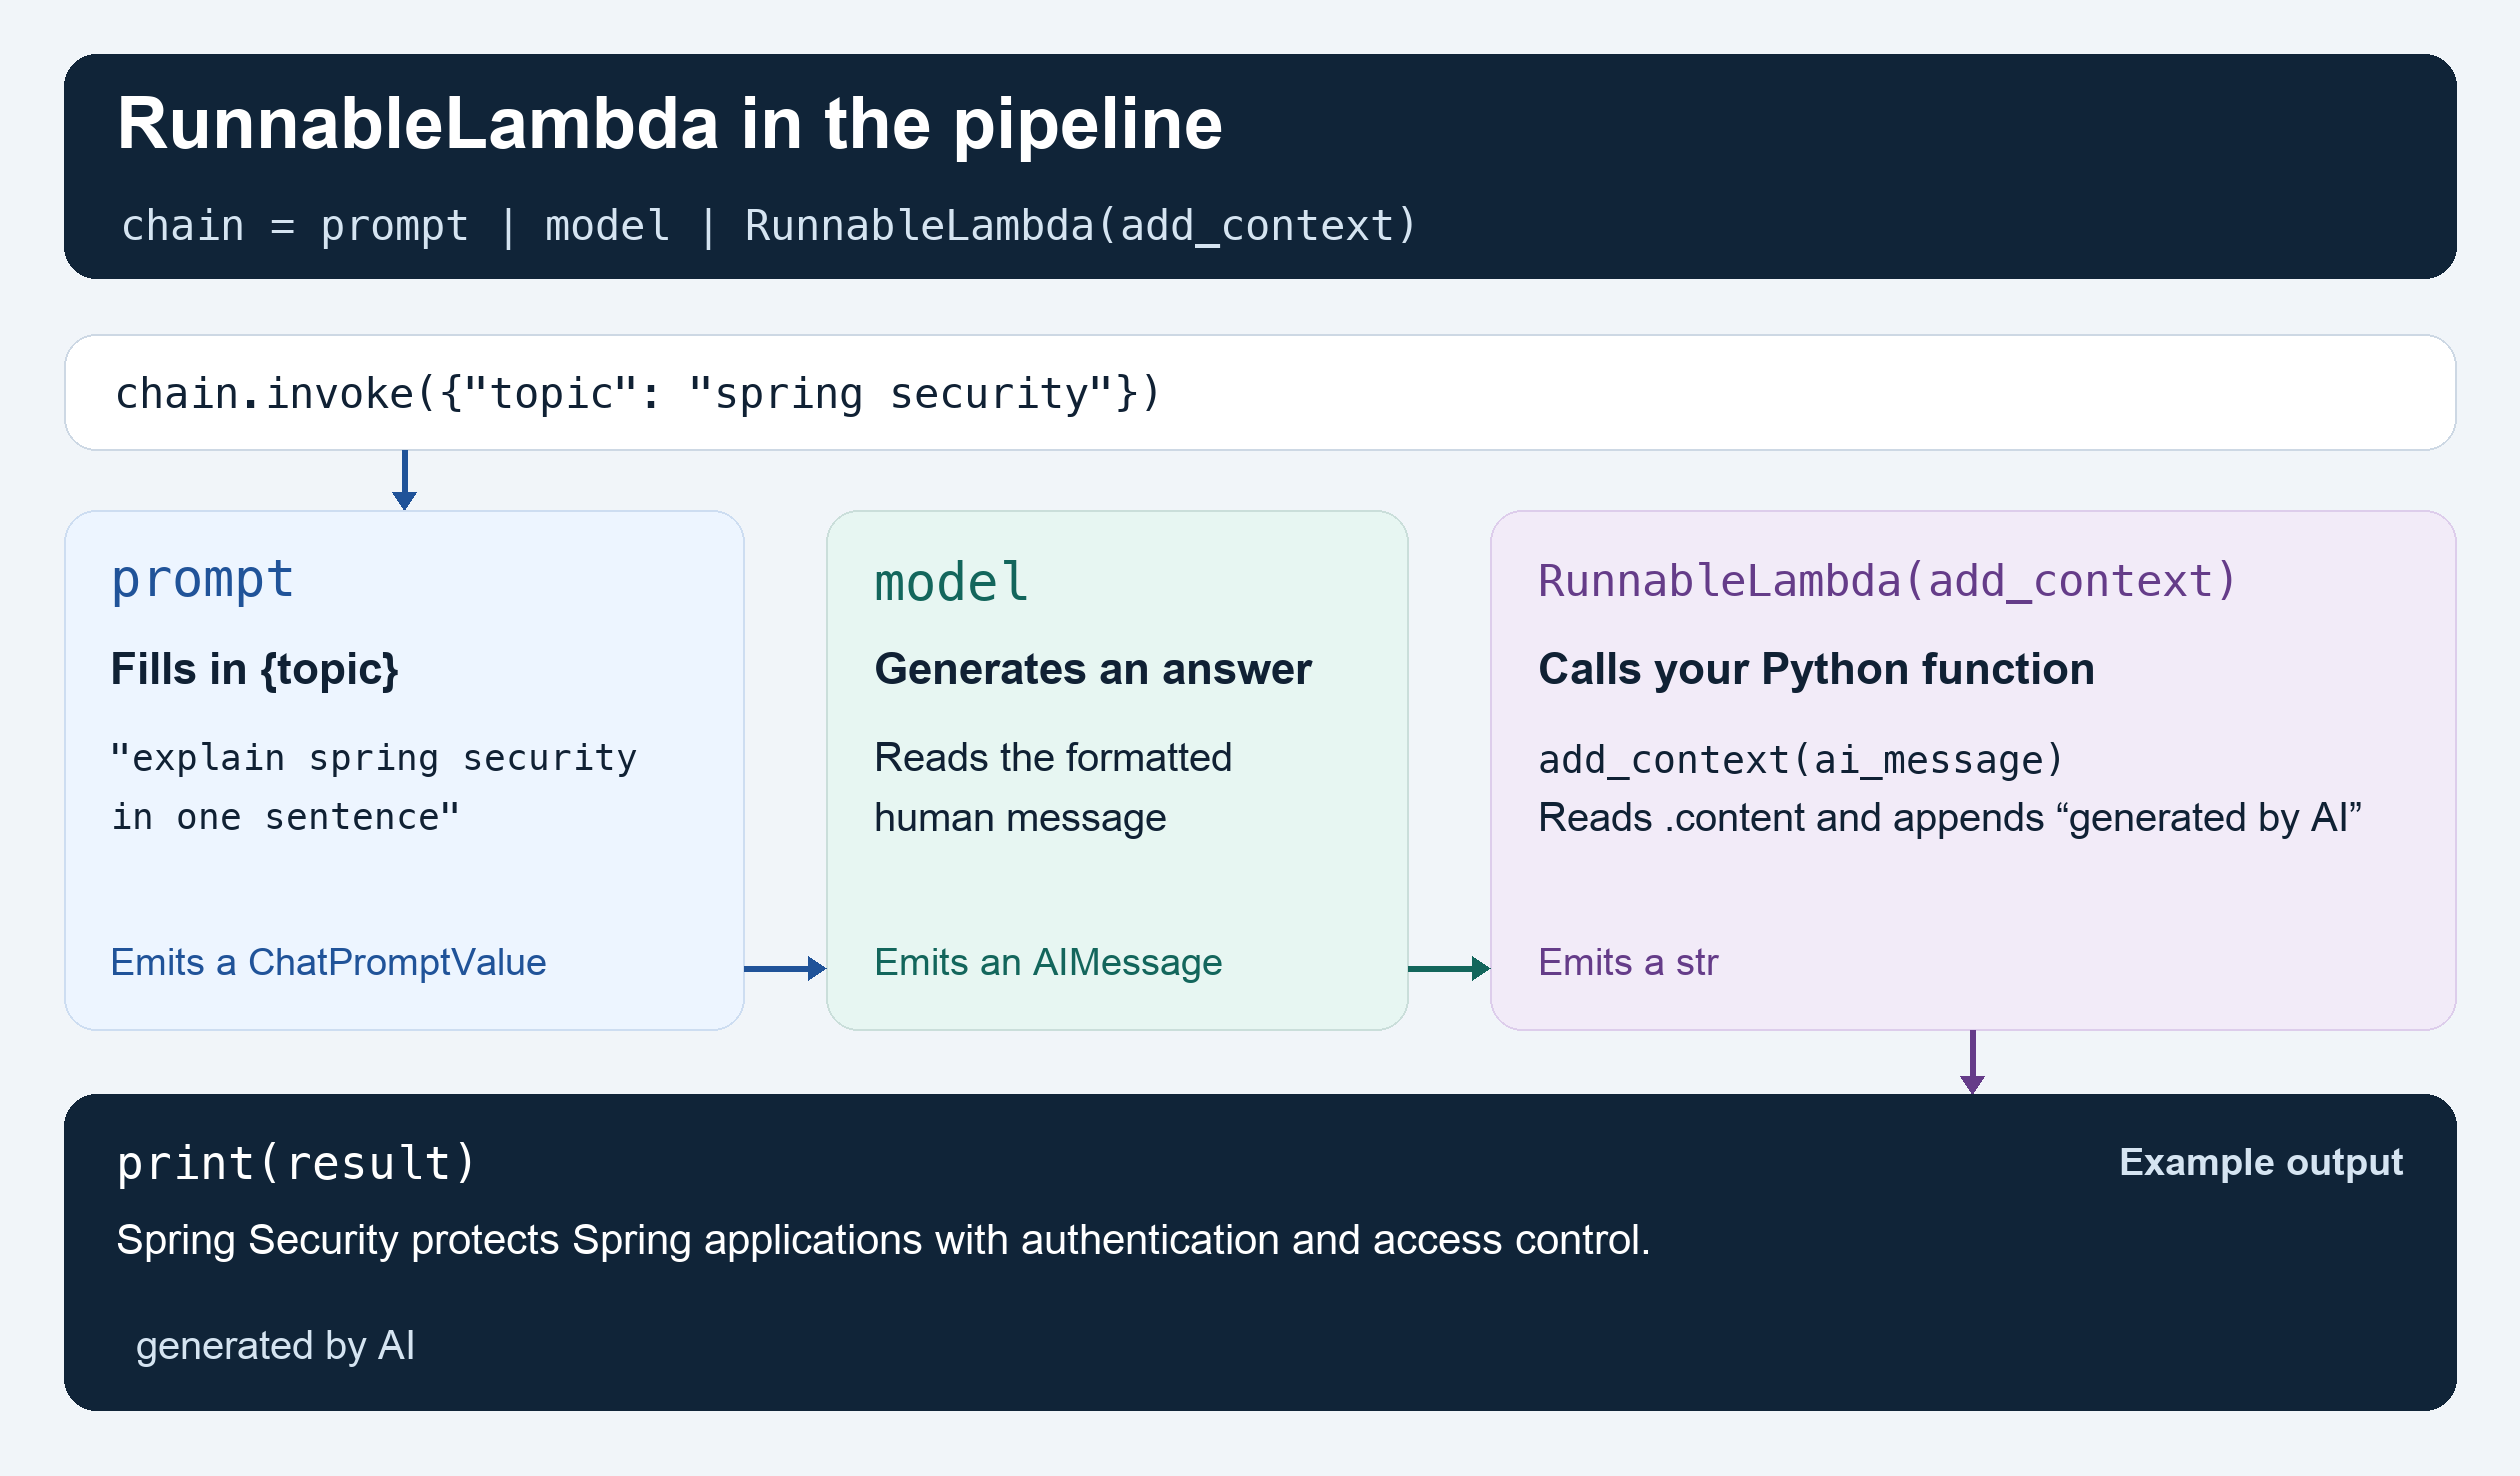 RunnableLambda in the pipeline
chain = prompt | model | RunnableLambda(add_context)
chain.invoke({"topic": "spring security"})
prompt
Fills in {topic}
"explain spring security
in one sentence"
Emits a ChatPromptValue
model
Generates an answer
Reads the formatted
human message
Emits an AIMessage
RunnableLambda(add_context)
Calls your Python function
add_context(ai_message)
Reads .content and appends “generated by AI”
Emits a str
print(result)
Example output
Spring Security protects Spring applications with authentication and access control.
generated by AI